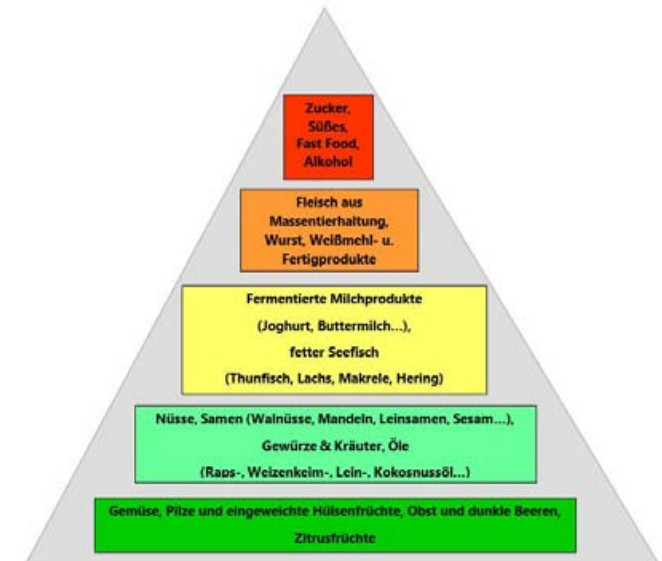 Zucker,
Süßes,
Fast Food,
Alkohol
Fleisch aus
Massentierhaltung,
Wurst, Weißmehl- u.
Fertigprodukte
Fermentierte Milchprodukte
(Joghurt, Buttermilch...),
fetter Seefisch
(Thunfisch, Lachs, Makrele, Hering)
Nüsse, Samen (Walnüsse, Mandeln, Leinsamen, Sesam...),
Gewürze & Kräuter, Öle
(Raps-, Weizenkeim-, Lein-, Kokosnussöl...)
Gemüse, Pilze und eingeweichte Hülsenfrüchte, Obst und dunkle Beeren,
Zitrusfrüchte